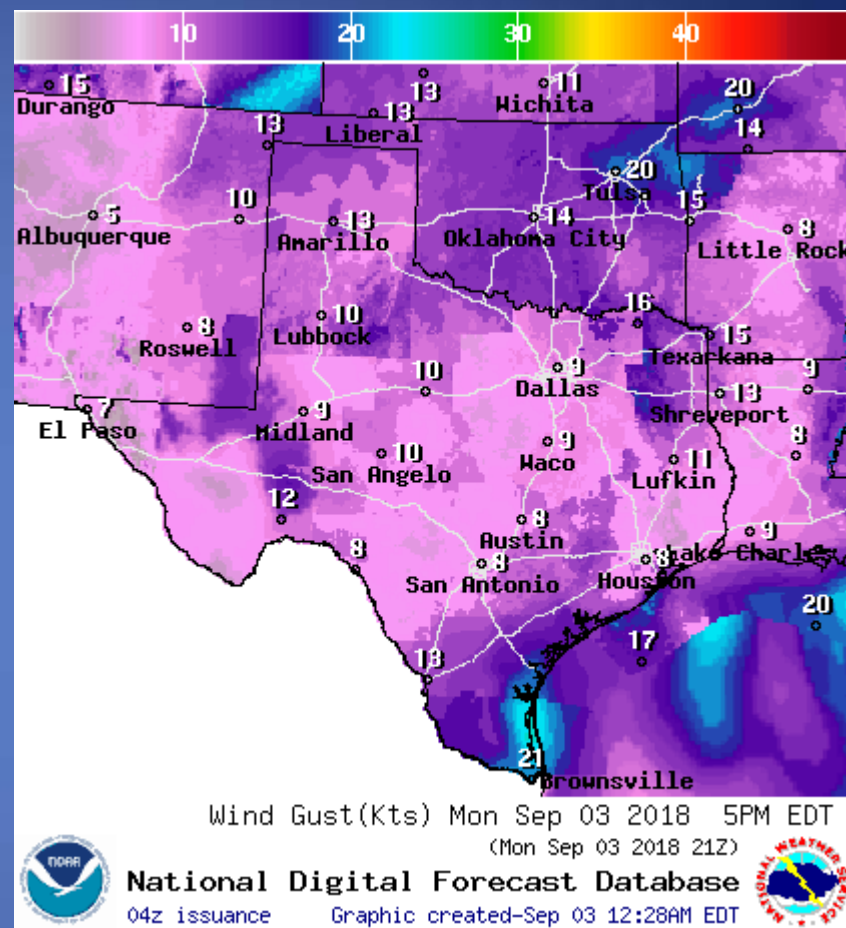 10 20 30 40
15 13 11 20
Durango Wichita
13 13 14
Liberal
20
Tulsa
5 10 13 14 15 8
Albuquerque Amarillo Oklahoma City Little Rock
8 10 16 15
Roswell Lubbock Texarkana
10 9 13 9
Dallas Shreveport
7 9
El Paso Midland
10 9 11 8
San Angelo Waco Lufkin
12 8 9
Austin Lake Charl
8 8 8
San Antonio Houston
20
17
13
21
Brownsville
Wind Gust(Kts) Mon Sep 03 2018 5PM EDT
(Mon Sep 03 2018 21Z)
National Digital Forecast Database
04z issuance Graphic created-Sep 03 12:28AM EDT
NOAA
NATIONAL WEATHER SERVICE